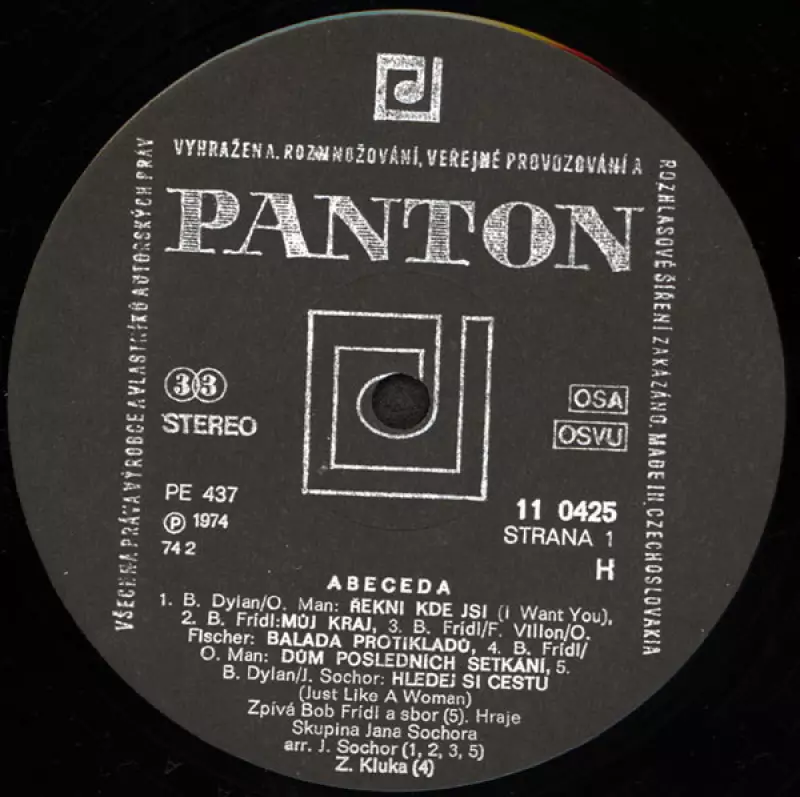 VYHRAŽENA. ROZMNOŽOVÁNÍ, VEŘEJNÉ PROVOZOVÁNÍ A
ROZHLASOVÉ ŠÍŘENÍ ZAKÁZÁNO. MADE IN CZECHOSLOVAKIA
VŠECHNA PRÁVA VÝROBCE A VLASTNÍKŮ AUTORSKÝCH PRÁV
PANTON
33
STEREO
OSA
OSVU
PE 437
Ⓟ 1974
74 2
11 0425
STRANA 1
H
ABECEDA
1. B. Dylan/O. Man: ŘEKNI KDE JSI (I Want You),
2. B. Frídl: MŮJ KRAJ, 3. B. Frídl/F. Villon/O.
Fischer: BALADA PROTIKLADŮ, 4. B. Frídl/
O. Man: DŮM POSLEDNÍCH SETKÁNÍ, 5.
B. Dylan/J. Sochor: HLEDEJ SI CESTU
(Just Like A Woman)
Zpívá Bob Frídl a sbor (5). Hraje
Skupina Jana Sochora
arr. J. Sochor (1, 2, 3, 5)
Z. Kluka (4)